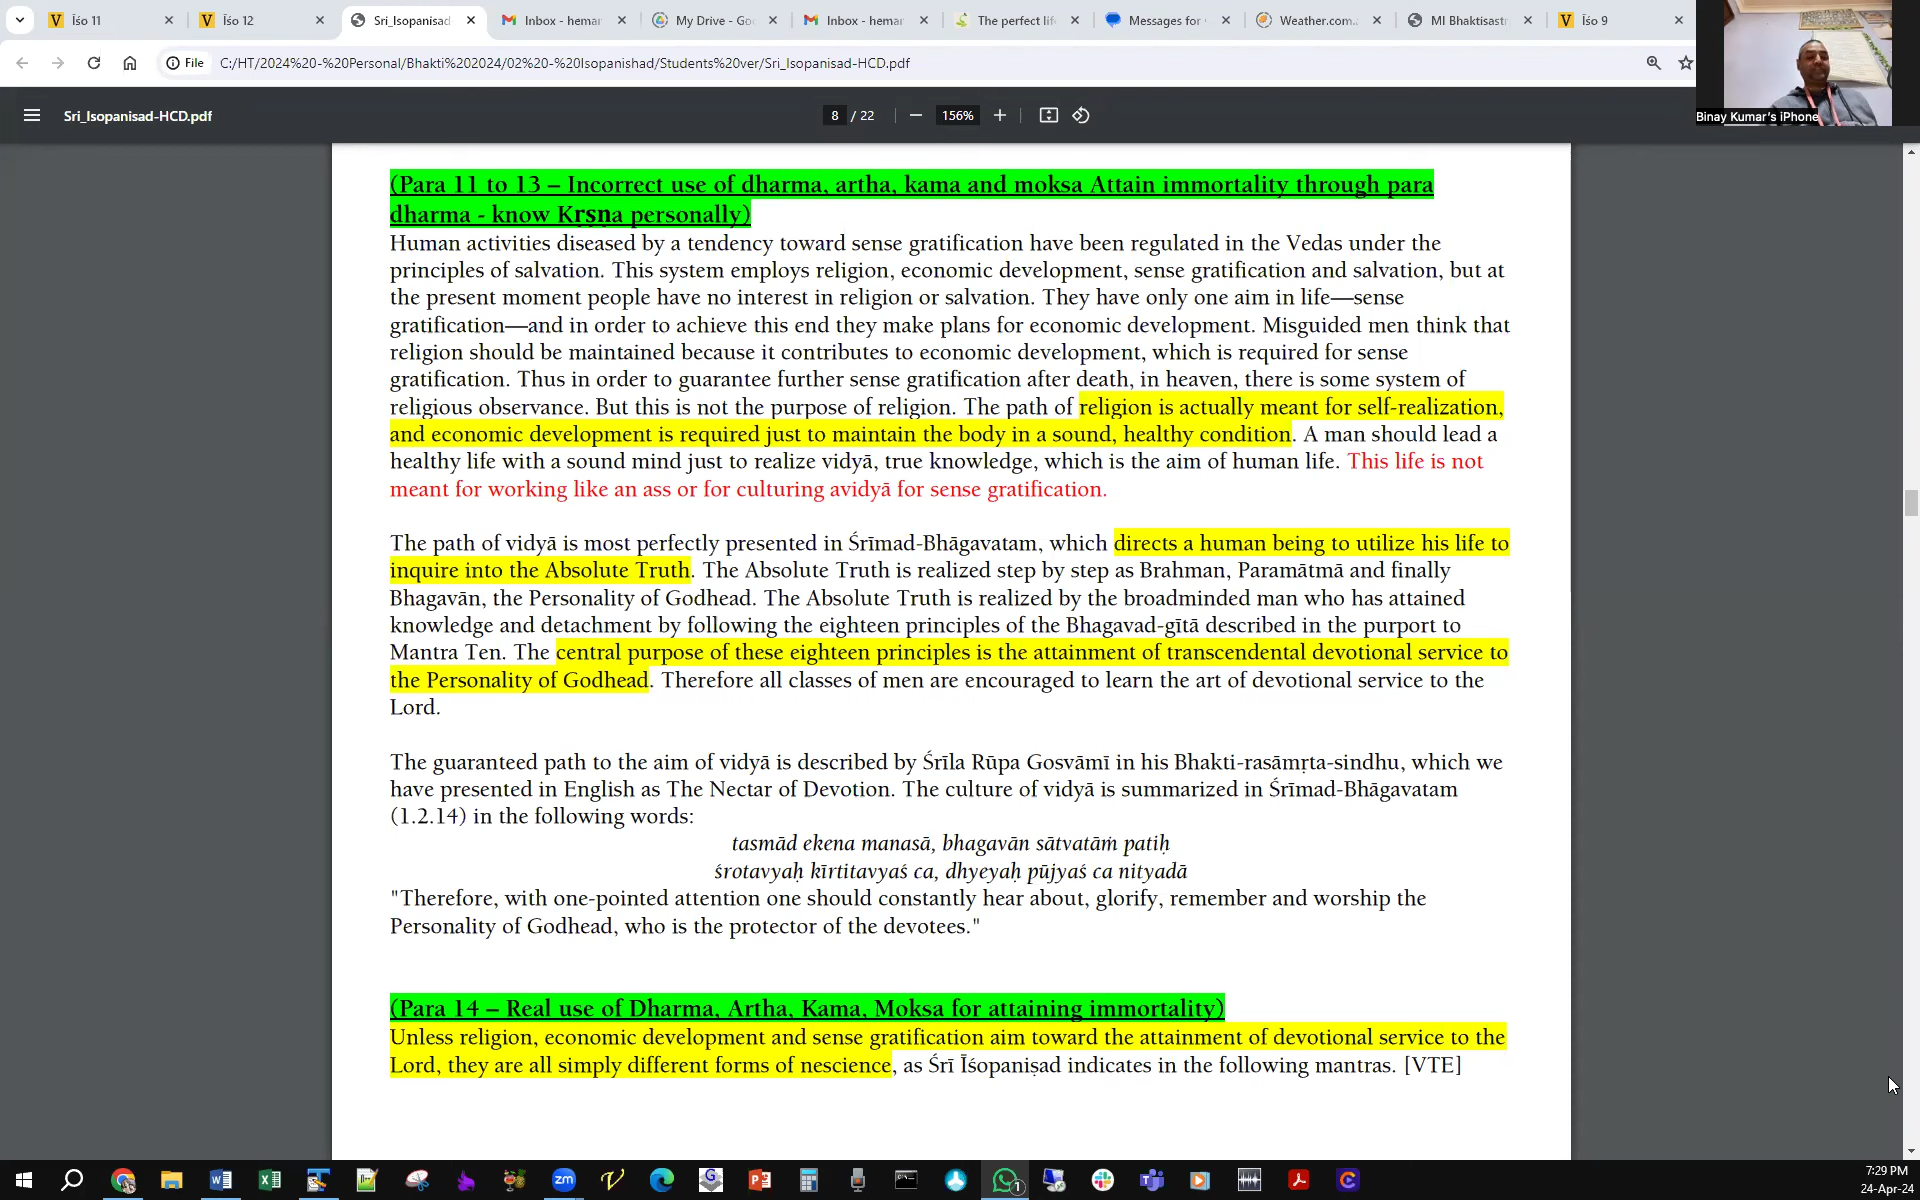 Īśo 11
Īśo 12
Sri_Isopanisad
Inbox - hemar
My Drive - Goo
Inbox - hemar
The perfect life
Messages for
Weather.com
MI Bhaktisastr
Īśo 9
File
C:/HT/2024%20-%20Personal/Bhakti%202024/02%20-%20Isopanishad/Students%20ver/Sri_Isopanisad-HCD.pdf
Sri_Isopanisad-HCD.pdf
8 / 22
156%
Binay Kumar's iPhone
(Para 11 to 13 – Incorrect use of dharma, artha, kama and moksa Attain immortality through para
dharma - know Kṛṣṇa personally)
Human activities diseased by a tendency toward sense gratification have been regulated in the Vedas under the
principles of salvation. This system employs religion, economic development, sense gratification and salvation, but at
the present moment people have no interest in religion or salvation. They have only one aim in life—sense
gratification—and in order to achieve this end they make plans for economic development. Misguided men think that
religion should be maintained because it contributes to economic development, which is required for sense
gratification. Thus in order to guarantee further sense gratification after death, in heaven, there is some system of
religious observance. But this is not the purpose of religion. The path of religion is actually meant for self-realization,
and economic development is required just to maintain the body in a sound, healthy condition. A man should lead a
healthy life with a sound mind just to realize vidyā, true knowledge, which is the aim of human life. This life is not
meant for working like an ass or for culturing avidyā for sense gratification.
The path of vidyā is most perfectly presented in Śrīmad-Bhāgavatam, which directs a human being to utilize his life to
inquire into the Absolute Truth. The Absolute Truth is realized step by step as Brahman, Paramātmā and finally
Bhagavān, the Personality of Godhead. The Absolute Truth is realized by the broadminded man who has attained
knowledge and detachment by following the eighteen principles of the Bhagavad-gītā described in the purport to
Mantra Ten. The central purpose of these eighteen principles is the attainment of transcendental devotional service to
the Personality of Godhead. Therefore all classes of men are encouraged to learn the art of devotional service to the
Lord.
The guaranteed path to the aim of vidyā is described by Śrīla Rūpa Gosvāmī in his Bhakti-rasāmṛta-sindhu, which we
have presented in English as The Nectar of Devotion. The culture of vidyā is summarized in Śrīmad-Bhāgavatam
(1.2.14) in the following words:
tasmād ekena manasā, bhagavān sātvatāṁ patiḥ
śrotavyaḥ kīrtitavyaś ca, dhyeyaḥ pūjyaś ca nityadā
"Therefore, with one-pointed attention one should constantly hear about, glorify, remember and worship the
Personality of Godhead, who is the protector of the devotees."
(Para 14 – Real use of Dharma, Artha, Kama, Moksa for attaining immortality)
Unless religion, economic development and sense gratification aim toward the attainment of devotional service to the
Lord, they are all simply different forms of nescience, as Śrī Īśopaniṣad indicates in the following mantras. [VTE]
7:29 PM
24-Apr-24